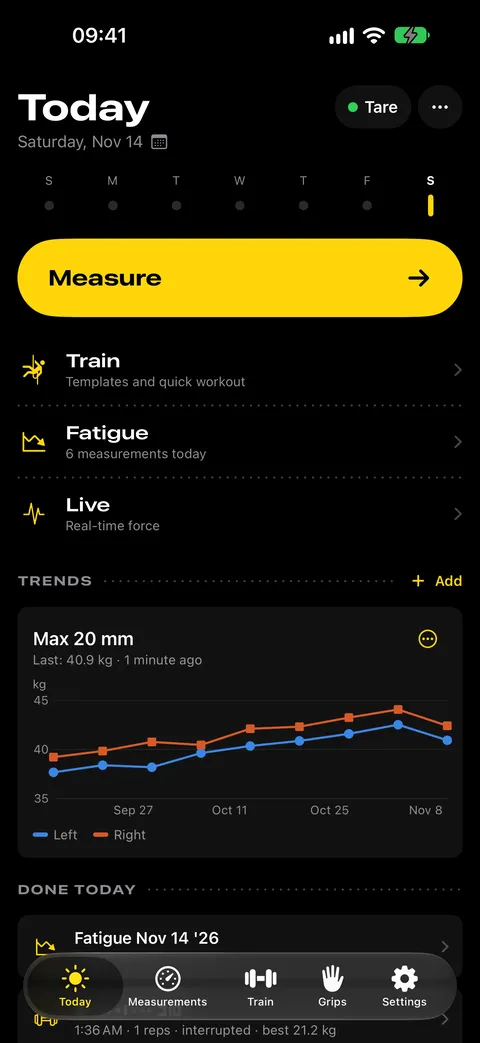 09:41
Today
Tare
Saturday, Nov 14
S M T W T F S
Measure
Train
Templates and quick workout
Fatigue
6 measurements today
Live
Real-time force
TRENDS
+ Add
Max 20 mm
Last: 40.9 kg · 1 minute ago
kg
45
40
35
Sep 27 Oct 11 Oct 25 Nov 8
Left Right
DONE TODAY
Fatigue Nov 14 '26
Today Measurements Train Grips Settings
1:36 AM · 1 reps · interrupted · best 21.2 kg